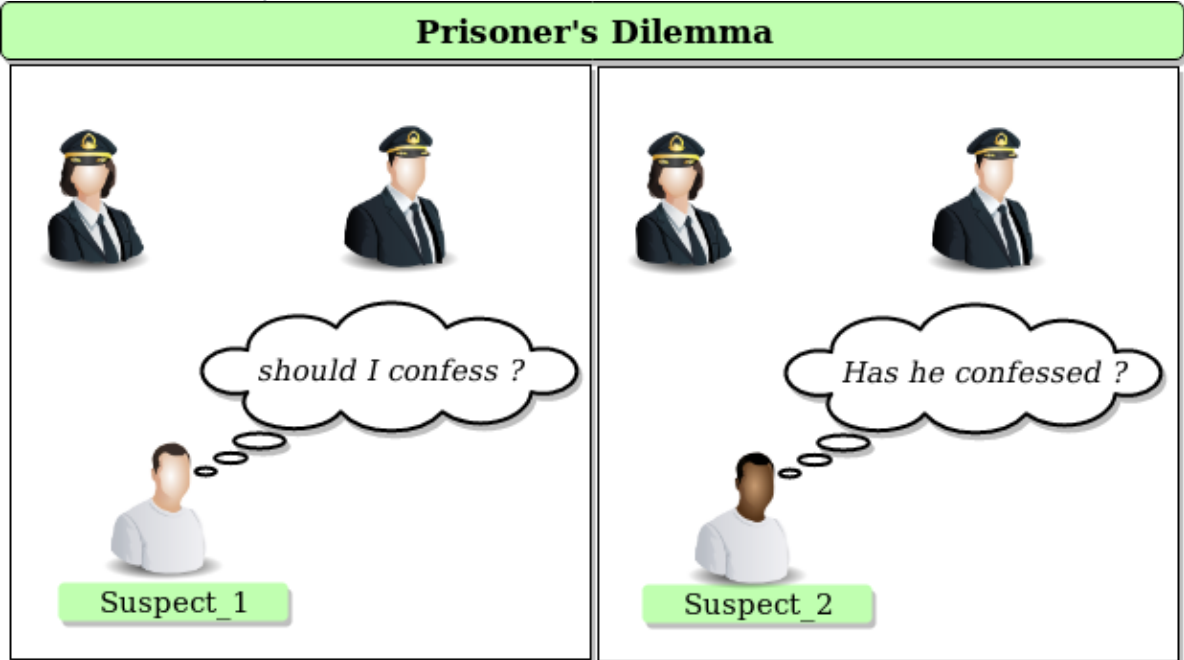 Prisoner's Dilemma
should I confess ?
Suspect_1
Has he confessed ?
Suspect_2